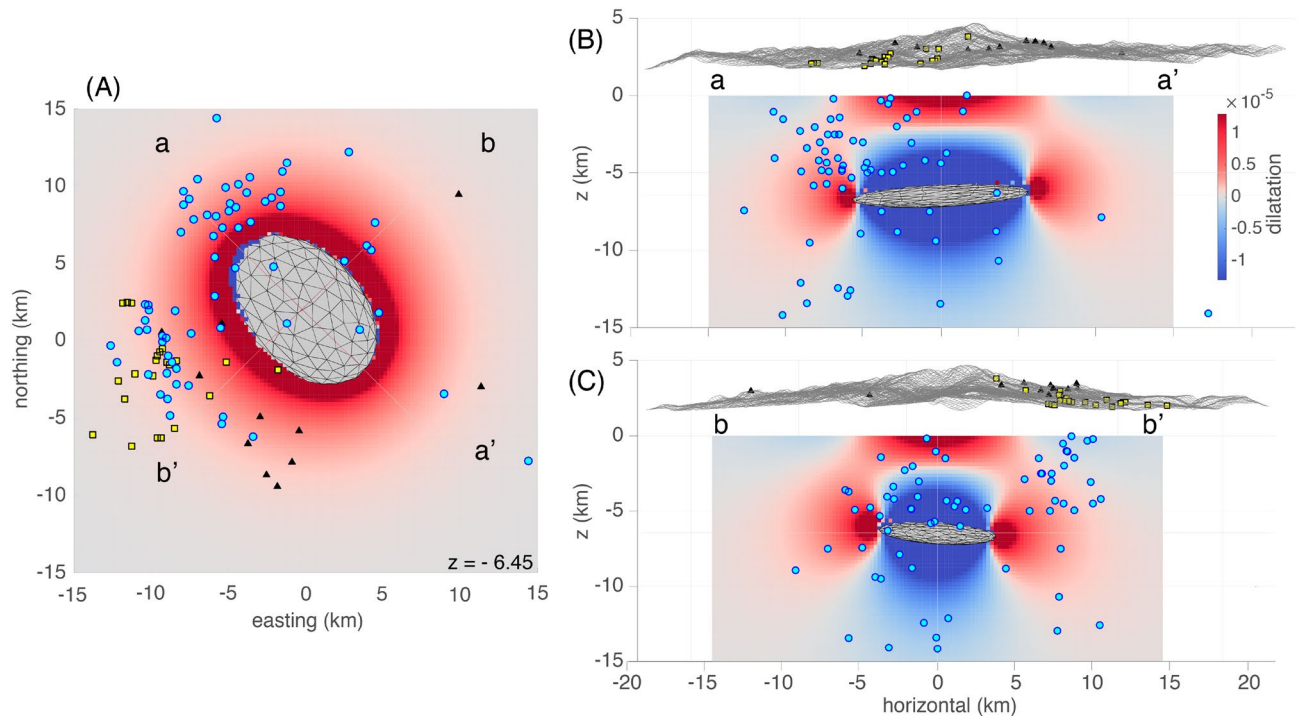 (A)
15
10
5
0
-5
-10
-15
northing (km)
a
b
a’
b’
z = - 6.45
-15
-10
-5
0
5
10
15
easting (km)
(B)
5
a
a’
0
-5
-10
-15
z (km)
×10⁻⁵
1
0.5
0
-0.5
-1
dilatation
(C)
5
b
b’
0
-5
-10
-15
z (km)
-20
-15
-10
-5
0
5
10
15
20
horizontal (km)